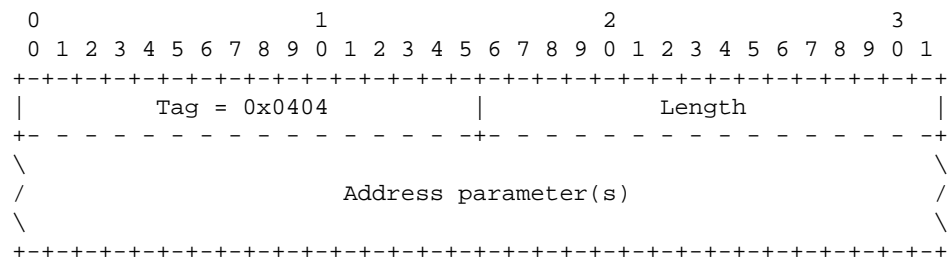 0                   1                   2                   3
 0 1 2 3 4 5 6 7 8 9 0 1 2 3 4 5 6 7 8 9 0 1 2 3 4 5 6 7 8 9 0 1
+-+-+-+-+-+-+-+-+-+-+-+-+-+-+-+-+-+-+-+-+-+-+-+-+-+-+-+-+-+-+-+-+
|         Tag = 0x0404          |            Length             |
+- - - - - - - - - - - - - - - -+- - - - - - - - - - - - - - - -+
\                                                               \
/                      Address parameter(s)                     /
\                                                               \
+-+-+-+-+-+-+-+-+-+-+-+-+-+-+-+-+-+-+-+-+-+-+-+-+-+-+-+-+-+-+-+-+